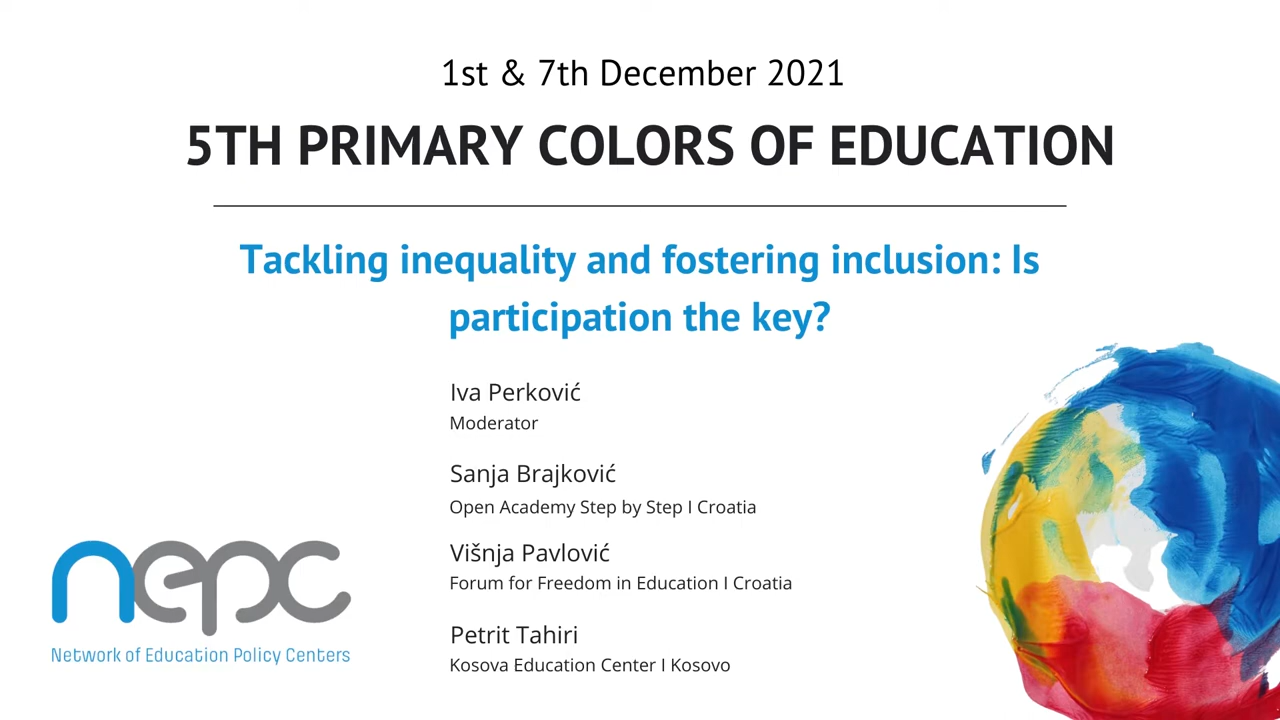 1st & 7th December 2021
5TH PRIMARY COLORS OF EDUCATION
Tackling inequality and fostering inclusion: Is
participation the key?
Iva Perković
Moderator
Sanja Brajković
Open Academy Step by Step I Croatia
Višnja Pavlović
Forum for Freedom in Education I Croatia
Petrit Tahiri
Kosova Education Center I Kosovo
nepc
Network of Education Policy Centers